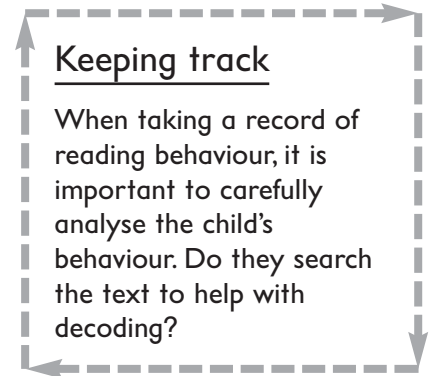 Keeping track
When taking a record of
reading behaviour, it is
important to carefully
analyse the child's
behaviour. Do they search
the text to help with
decoding?